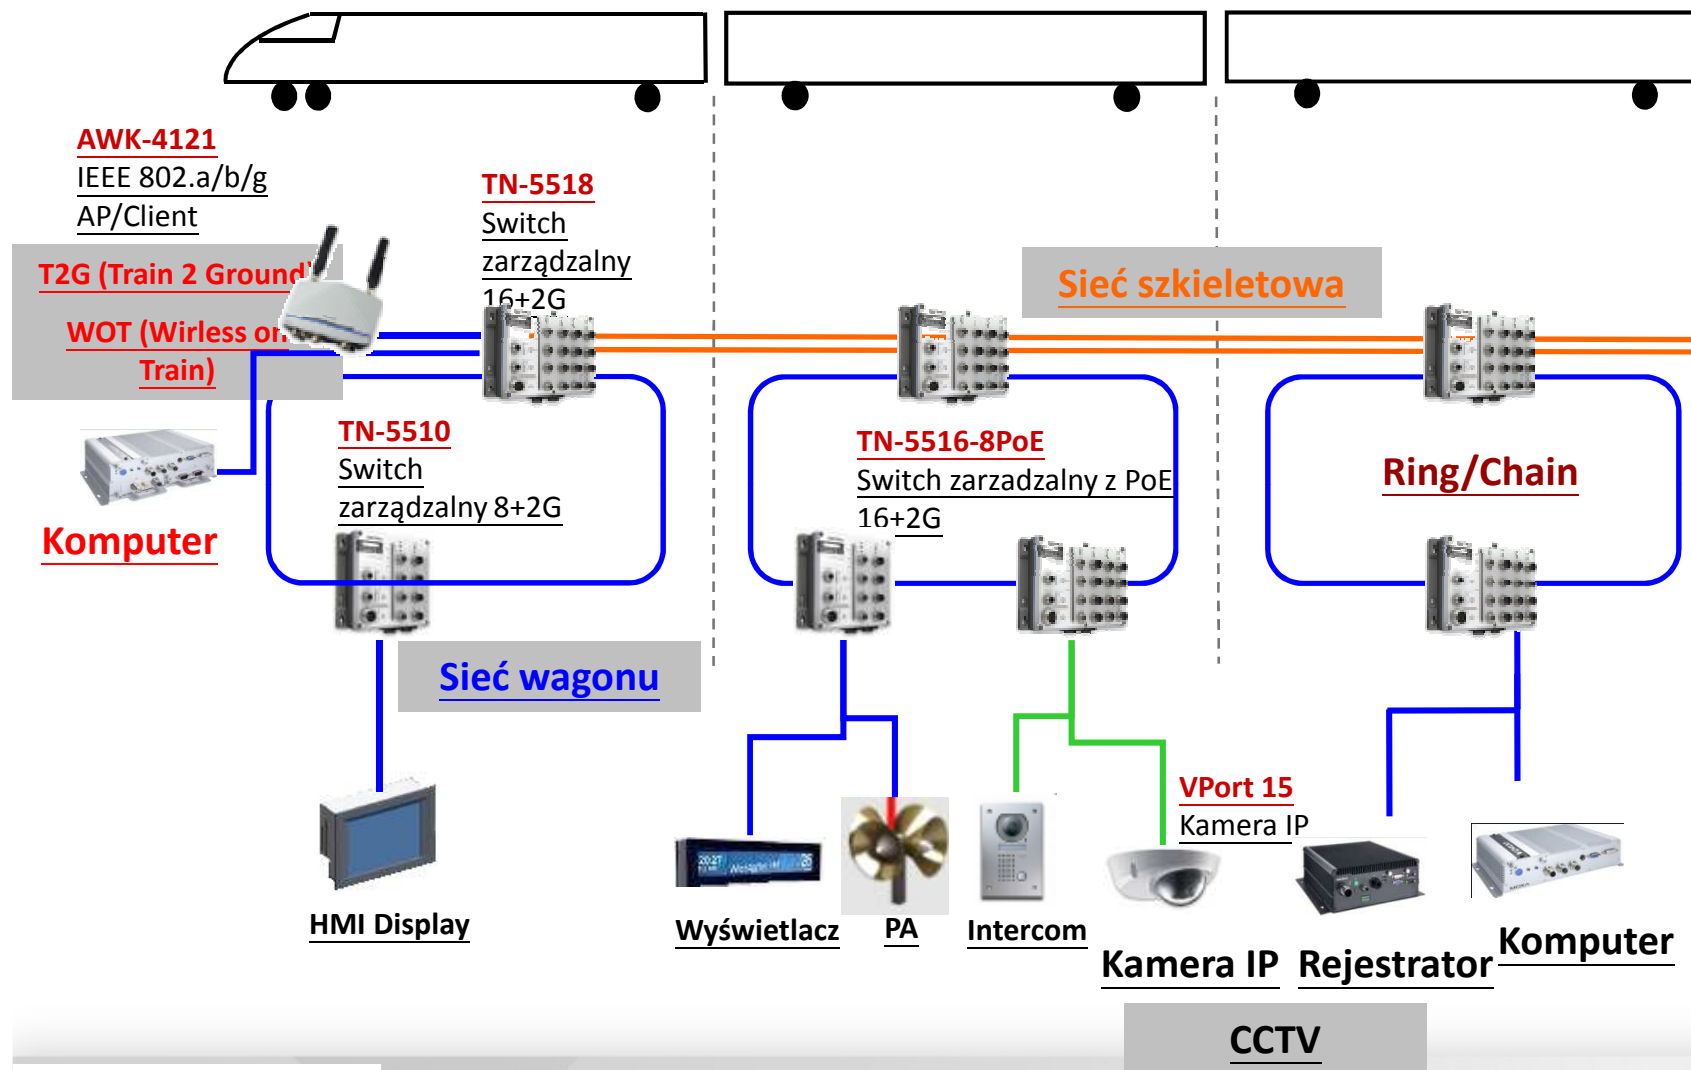 AWK-4121
IEEE 802.a/b/g
AP/Client
T2G (Train 2 Ground)
WOT (Wirless on
Train)
Komputer
TN-5518
Switch
zarządzalny
16+2G
Sieć szkieletowa
TN-5510
Switch
zarządzalny 8+2G
TN-5516-8PoE
Switch zarzadzalny z PoE
16+2G
Ring/Chain
Sieć wagonu
VPort 15
Kamera IP
HMI Display
Wyświetlacz
PA
Intercom
Kamera IP
Rejestrator
Komputer
CCTV